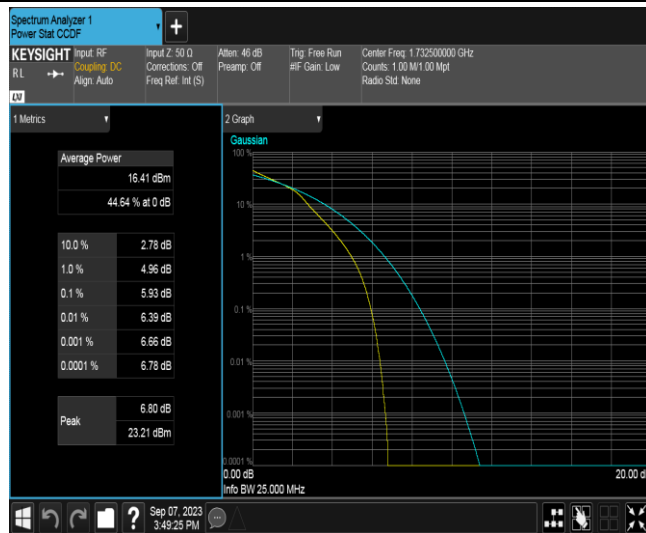 Spectrum Analyzer 1
Power Stat CCDF
+
KEYSIGHT
RL
LXI
Input: RF
Coupling: DC
Align: Auto
Input Z: 50 Ω
Corrections: Off
Freq Ref: Int (S)
Atten: 46 dB
Preamp: Off
Trig: Free Run
#IF Gain: Low
Center Freq: 1.732500000 GHz
Counts: 1.00 M/1.00 Mpt
Radio Std: None
1 Metrics
Average Power
16.41 dBm
44.64 % at 0 dB
10.0 % 2.78 dB
1.0 % 4.96 dB
0.1 % 5.93 dB
0.01 % 6.39 dB
0.001 % 6.66 dB
0.0001 % 6.78 dB
Peak
6.80 dB
23.21 dBm
2 Graph
Gaussian
100 %
10 %
1 %
0.1 %
0.01 %
0.001 %
0.0001 %
0.00 dB
20.00 d
Info BW 25.000 MHz
?
Sep 07, 2023
3:49:25 PM